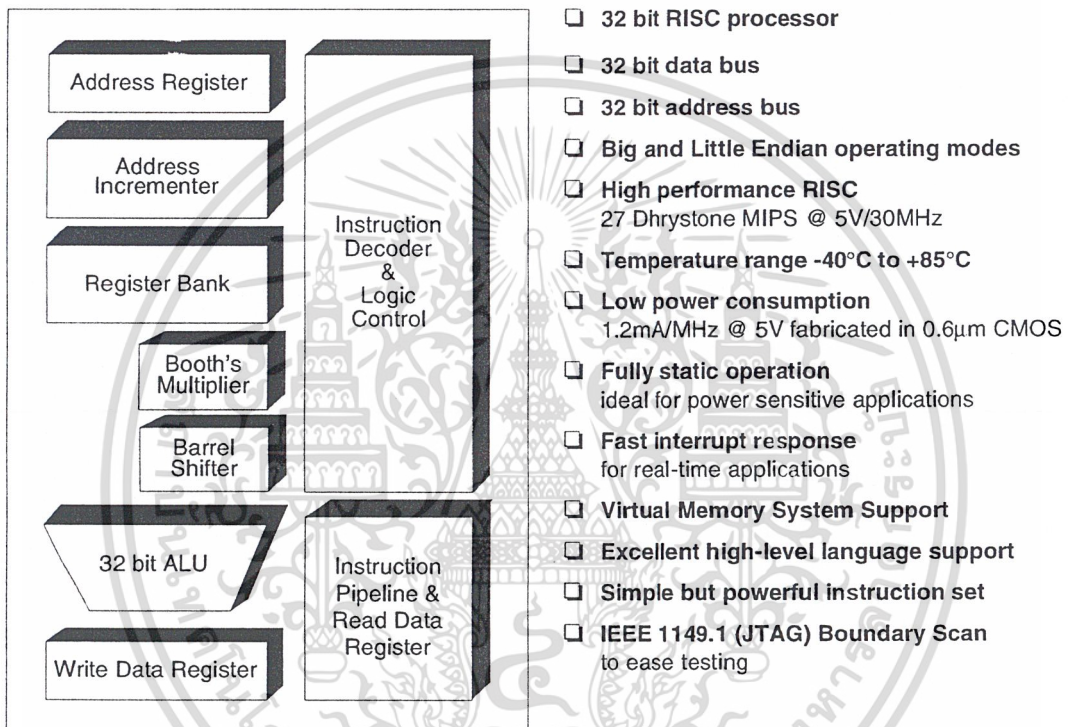 Address Register
Address
Incrementer
Register Bank
Booth's
Multiplier
Barrel
Shifter
32 bit ALU
Write Data Register
Instruction
Decoder
&
Logic
Control
Instruction
Pipeline &
Read Data
Register
❑ 32 bit RISC processor
❑ 32 bit data bus
❑ 32 bit address bus
❑ Big and Little Endian operating modes
❑ High performance RISC
27 Dhrystone MIPS @ 5V/30MHz
❑ Temperature range -40°C to +85°C
❑ Low power consumption
1.2mA/MHz @ 5V fabricated in 0.6µm CMOS
❑ Fully static operation
ideal for power sensitive applications
❑ Fast interrupt response
for real-time applications
❑ Virtual Memory System Support
❑ Excellent high-level language support
❑ Simple but powerful instruction set
❑ IEEE 1149.1 (JTAG) Boundary Scan
to ease testing